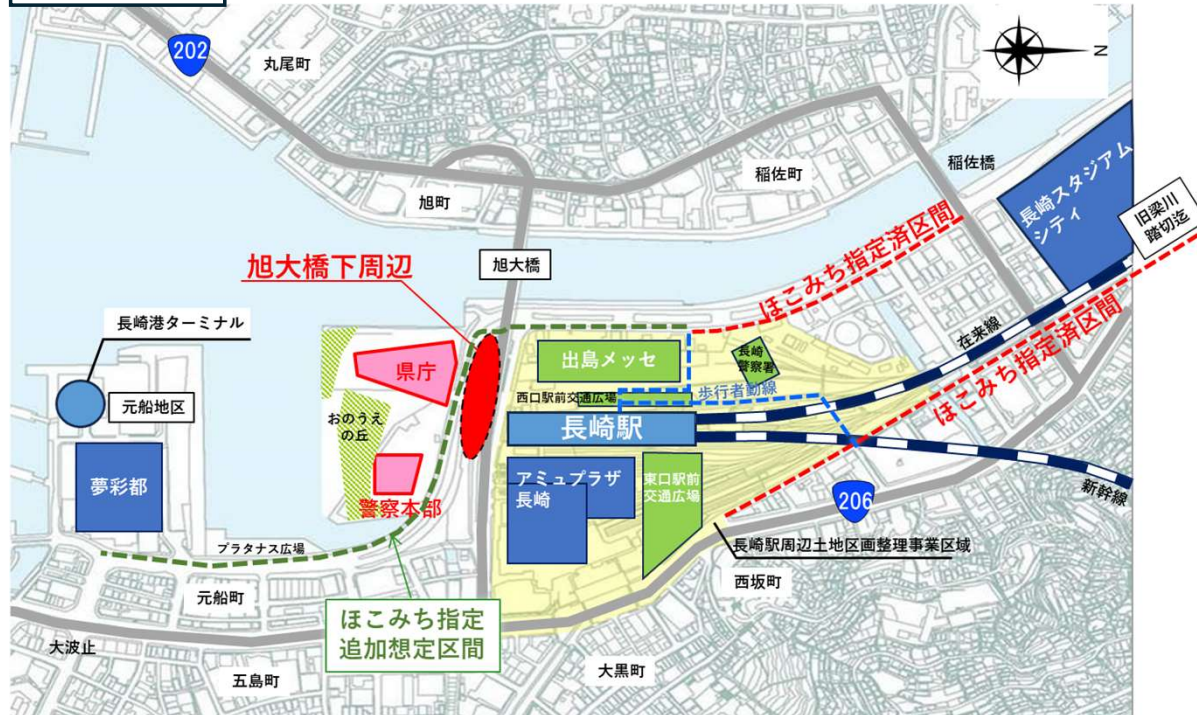 202
丸尾町
N
稲佐橋
稲佐町
長崎スタジアム
シティ
旧梁川
踏切迄
旭町
旭大橋下周辺
旭大橋
ほこみち指定済区間
長崎港ターミナル
元船地区
県庁
出島メッセ
長崎
警察署
在来線
ほこみち指定済区間
西口駅前交通広場
歩行者動線
おのうえ
の丘
長崎駅
夢彩都
警察本部
アミュプラザ
長崎
東口駅前
交通広場
206
新幹線
プラタナス広場
長崎駅周辺土地区画整理事業区域
元船町
西坂町
ほこみち指定
追加想定区間
大波止
五島町
大黒町